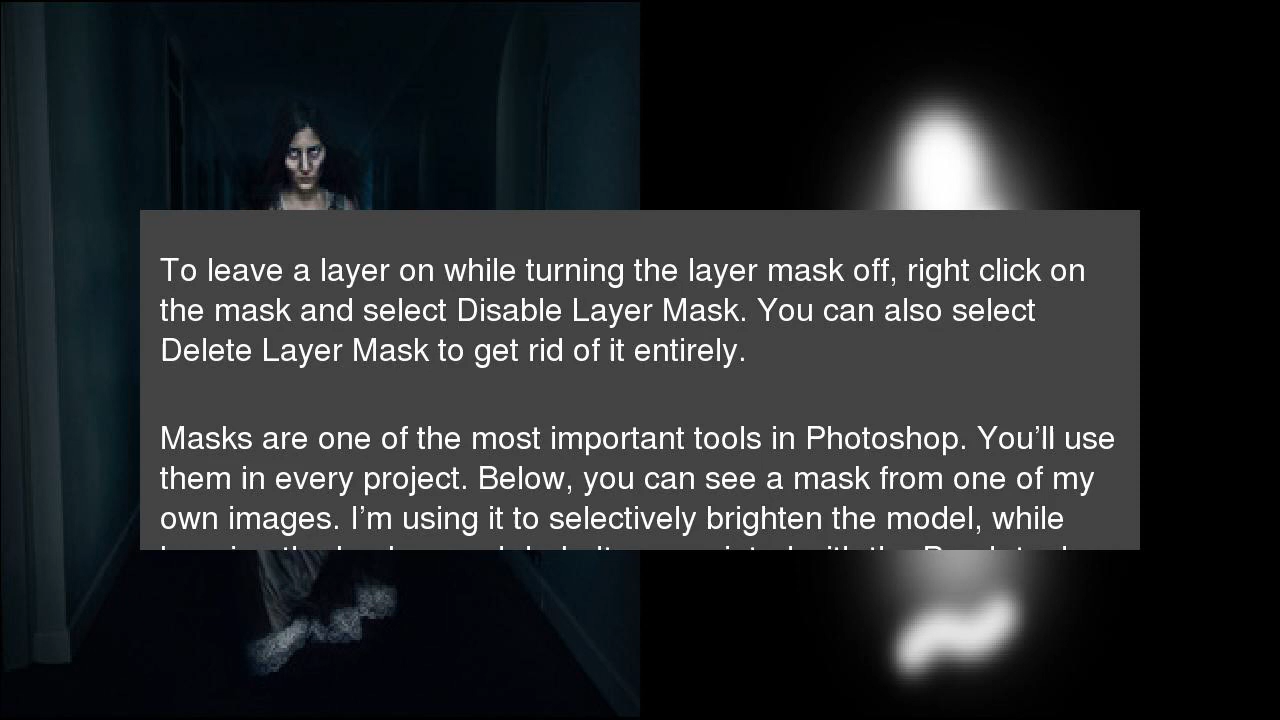 To leave a layer on while turning the layer mask off, right click on
the mask and select Disable Layer Mask. You can also select
Delete Layer Mask to get rid of it entirely.
Masks are one of the most important tools in Photoshop. You’ll use
them in every project. Below, you can see a mask from one of my
own images. I’m using it to selectively brighten the model, while